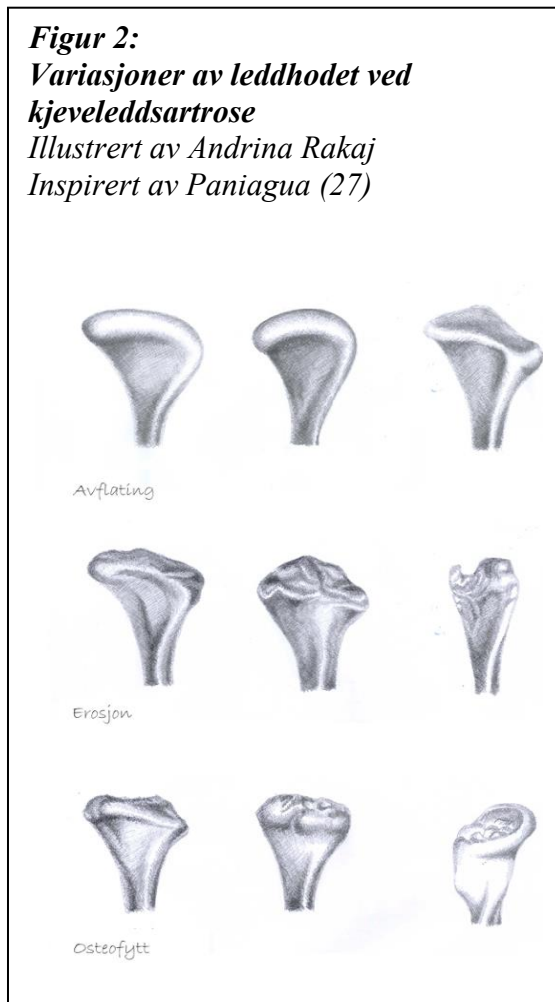 Figur 2:
Variasjoner av leddhodet ved
kjeveleddsartrose
Illustrert av Andrina Rakaj
Inspirert av Paniagua (27)
Avflating
Erosjon
Osteofytt